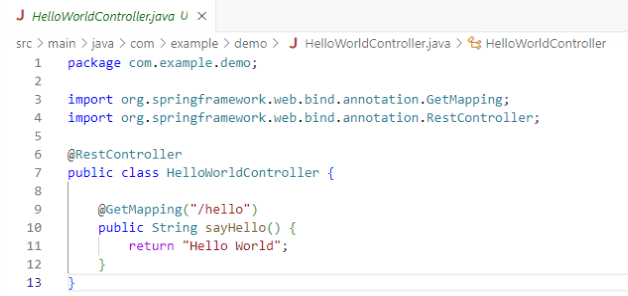 J HelloWorldController.java U ×
src > main > java > com > example > demo > J HelloWorldController.java > HelloWorldController
1 package com.example.demo;
2
3 import org.springframework.web.bind.annotation.GetMapping;
4 import org.springframework.web.bind.annotation.RestController;
5
6 @RestController
7 public class HelloWorldController {
8
9 @GetMapping("/hello")
10 public String sayHello() {
11 return "Hello World";
12 }
13 }